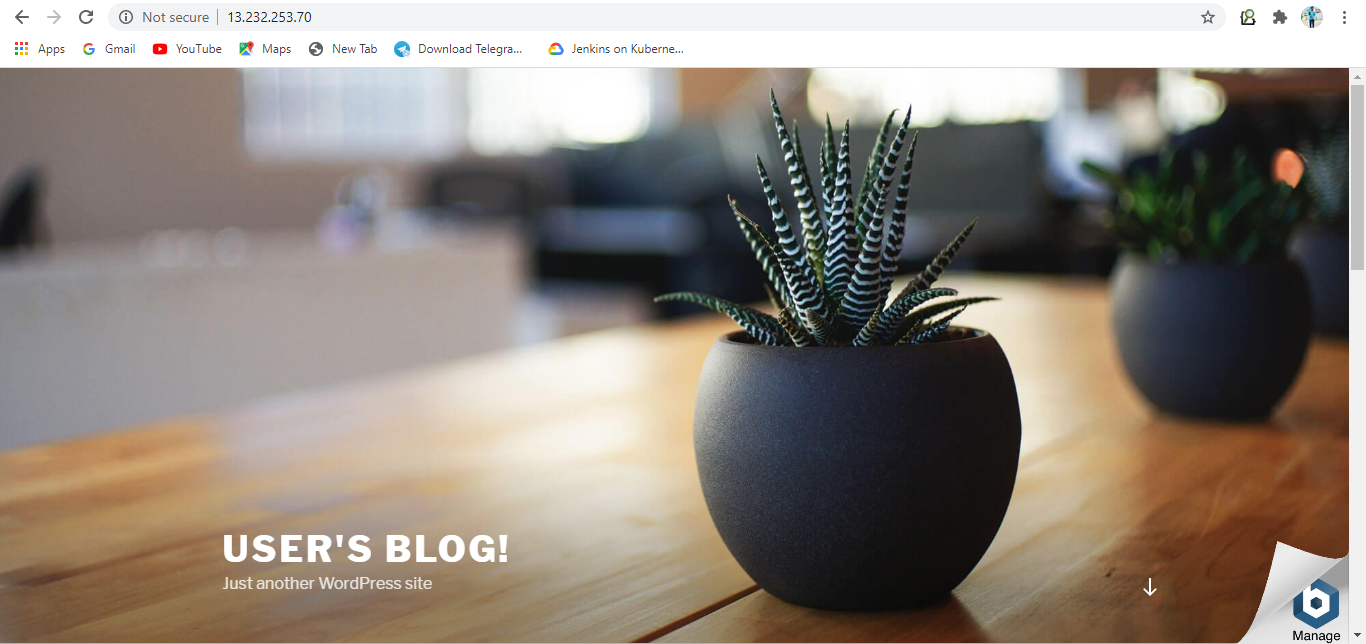 Not secure | 13.232.253.70
Apps Gmail YouTube Maps New Tab Download Telegra... Jenkins on Kuberne...
USER'S BLOG!
Just another WordPress site
Manage